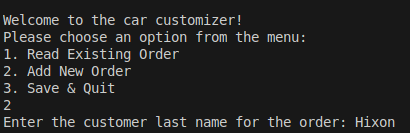 Welcome to the car customizer!
Please choose an option from the menu:
1. Read Existing Order
2. Add New Order
3. Save & Quit
2
Enter the customer last name for the order: Hixon